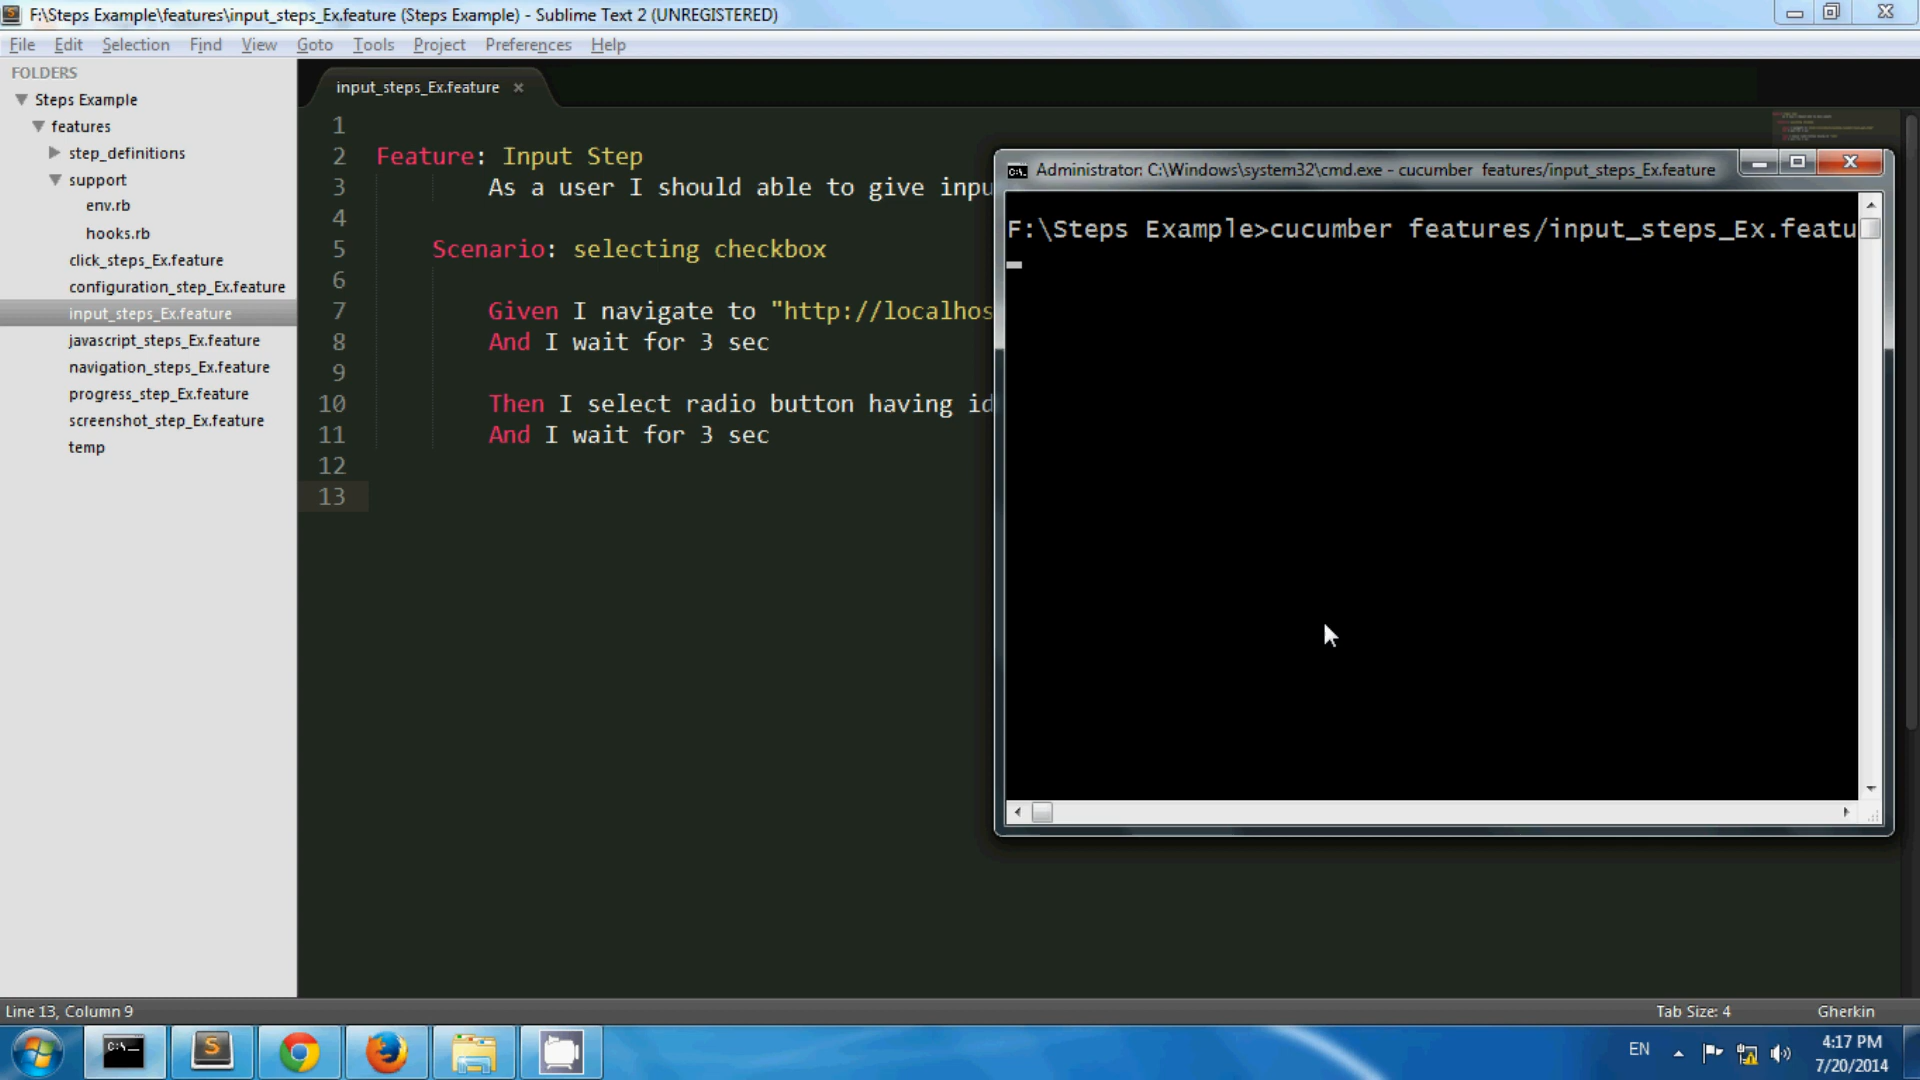 F:\Steps Example\features\input_steps_Ex.feature (Steps Example) - Sublime Text 2 (UNREGISTERED)
File Edit Selection Find View Goto Tools Project Preferences Help
FOLDERS
Steps Example
features
step_definitions
support
env.rb
hooks.rb
click_steps_Ex.feature
configuration_step_Ex.feature
input_steps_Ex.feature
javascript_steps_Ex.feature
navigation_steps_Ex.feature
progress_step_Ex.feature
screenshot_step_Ex.feature
temp
input_steps_Ex.feature ×
1
2 Feature: Input Step
3 As a user I should able to give inpu
4
5 Scenario: selecting checkbox
6
7 Given I navigate to "http://localhos
8 And I wait for 3 sec
9
10 Then I select radio button having id
11 And I wait for 3 sec
12
13
Administrator: C:\Windows\system32\cmd.exe - cucumber features/input_steps_Ex.feature
F:\Steps Example>cucumber features/input_steps_Ex.featu
Line 13, Column 9
Tab Size: 4
Gherkin
EN
4:17 PM
7/20/2014